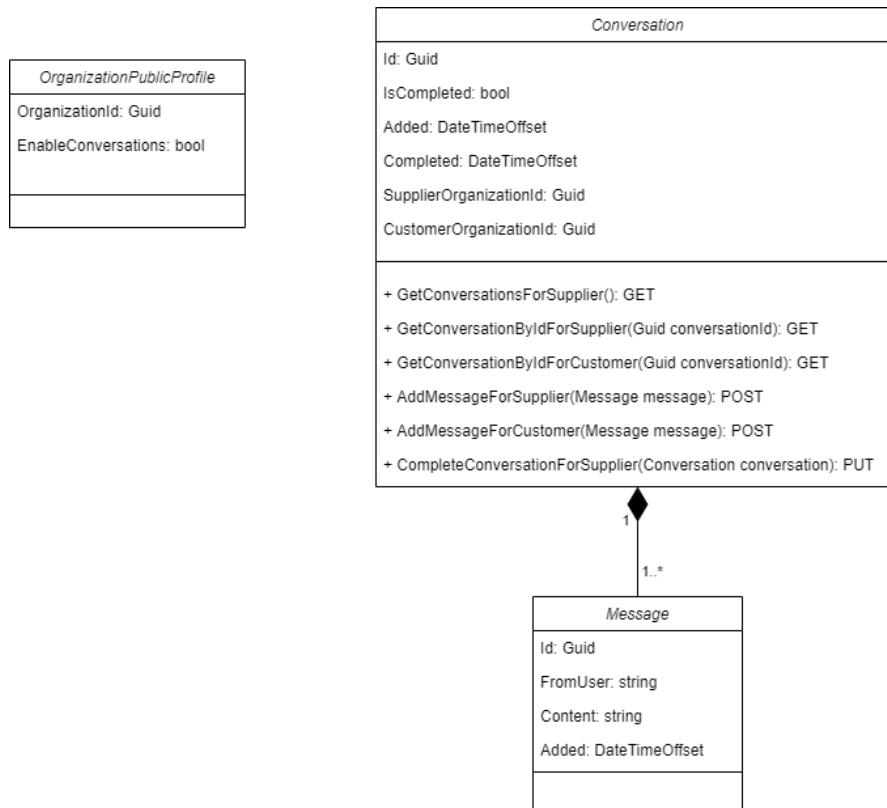 OrganizationPublicProfile
OrganizationId: Guid
EnableConversations: bool
Conversation
Id: Guid
IsCompleted: bool
Added: DateTimeOffset
Completed: DateTimeOffset
SupplierOrganizationId: Guid
CustomerOrganizationId: Guid
+ GetConversationsForSupplier(): GET
+ GetConversationByIdForSupplier(Guid conversationId): GET
+ GetConversationByIdForCustomer(Guid conversationId): GET
+ AddMessageForSupplier(Message message): POST
+ AddMessageForCustomer(Message message): POST
+ CompleteConversationForSupplier(Conversation conversation): PUT
1
1..*
Message
Id: Guid
FromUser: string
Content: string
Added: DateTimeOffset